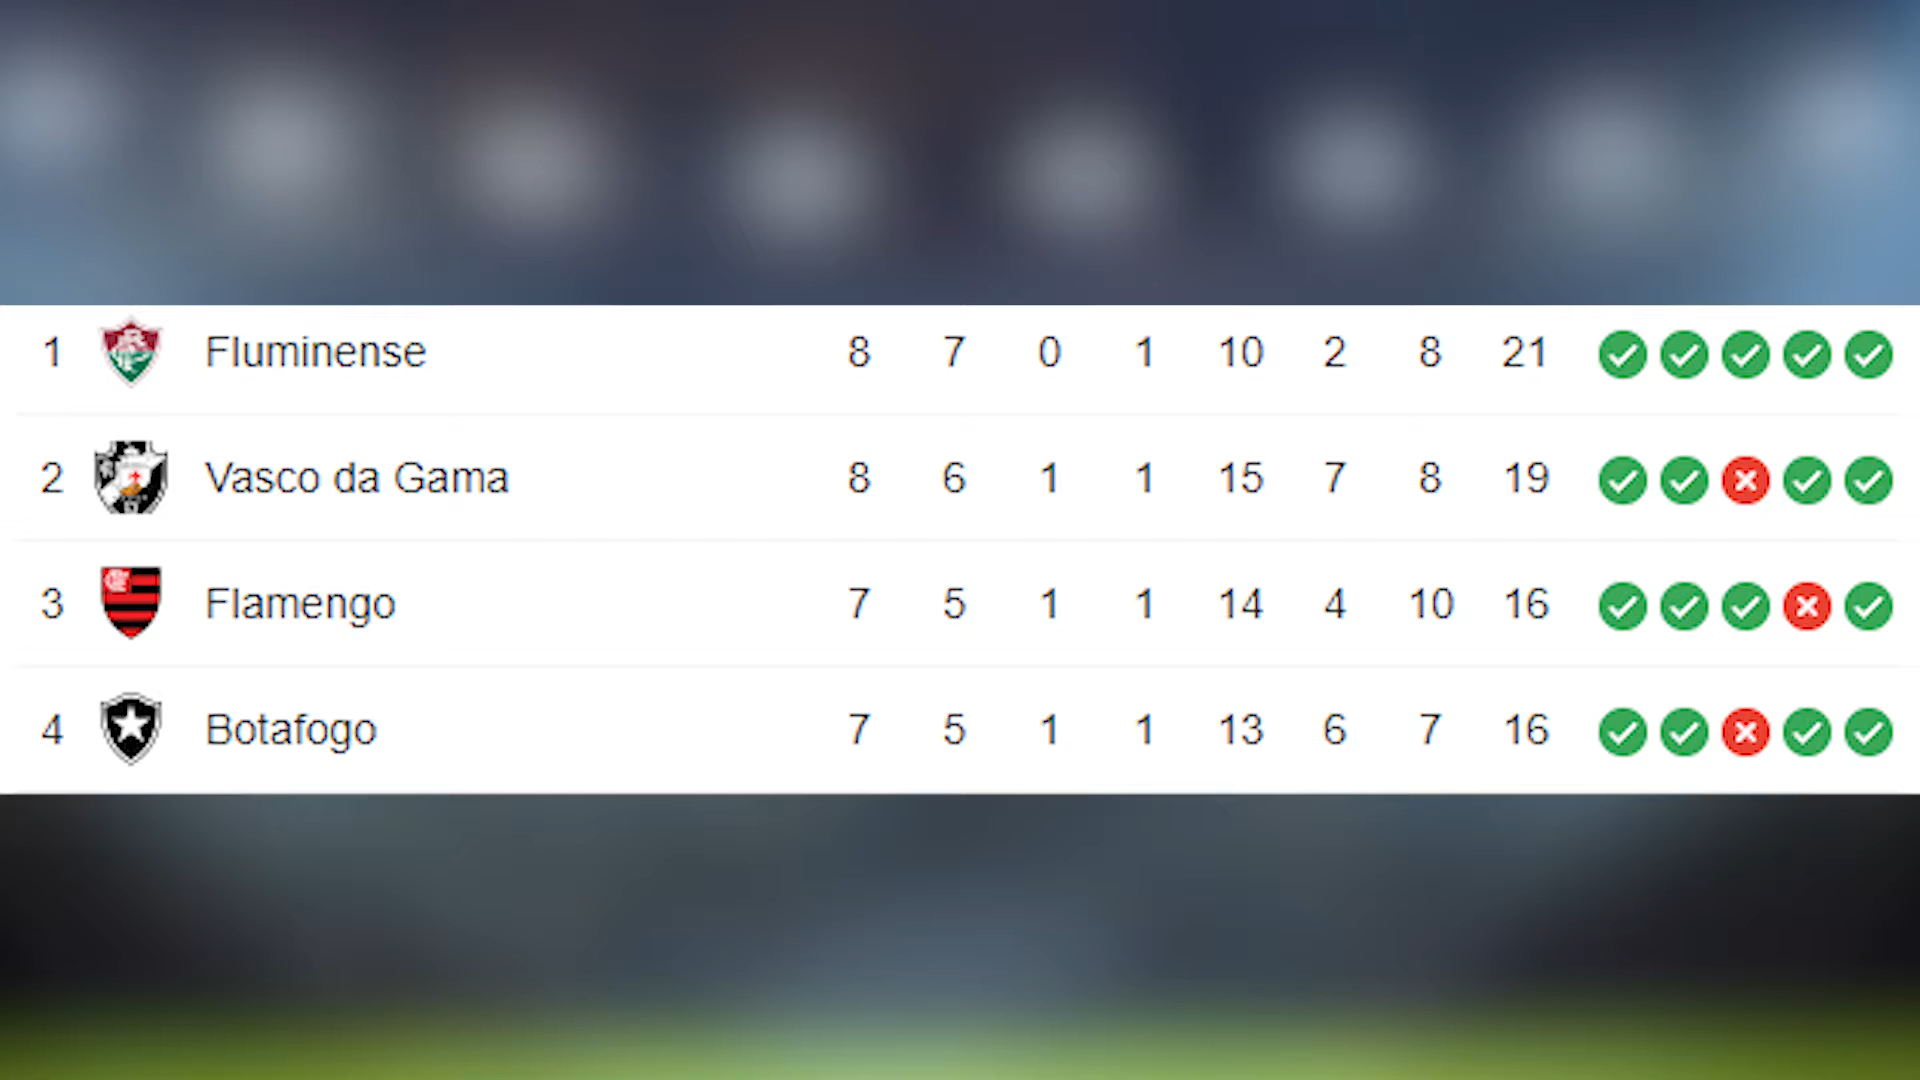 1 Fluminense 8 7 0 1 10 2 8 21
2 Vasco da Gama 8 6 1 1 15 7 8 19
3 Flamengo 7 5 1 1 14 4 10 16
4 Botafogo 7 5 1 1 13 6 7 16